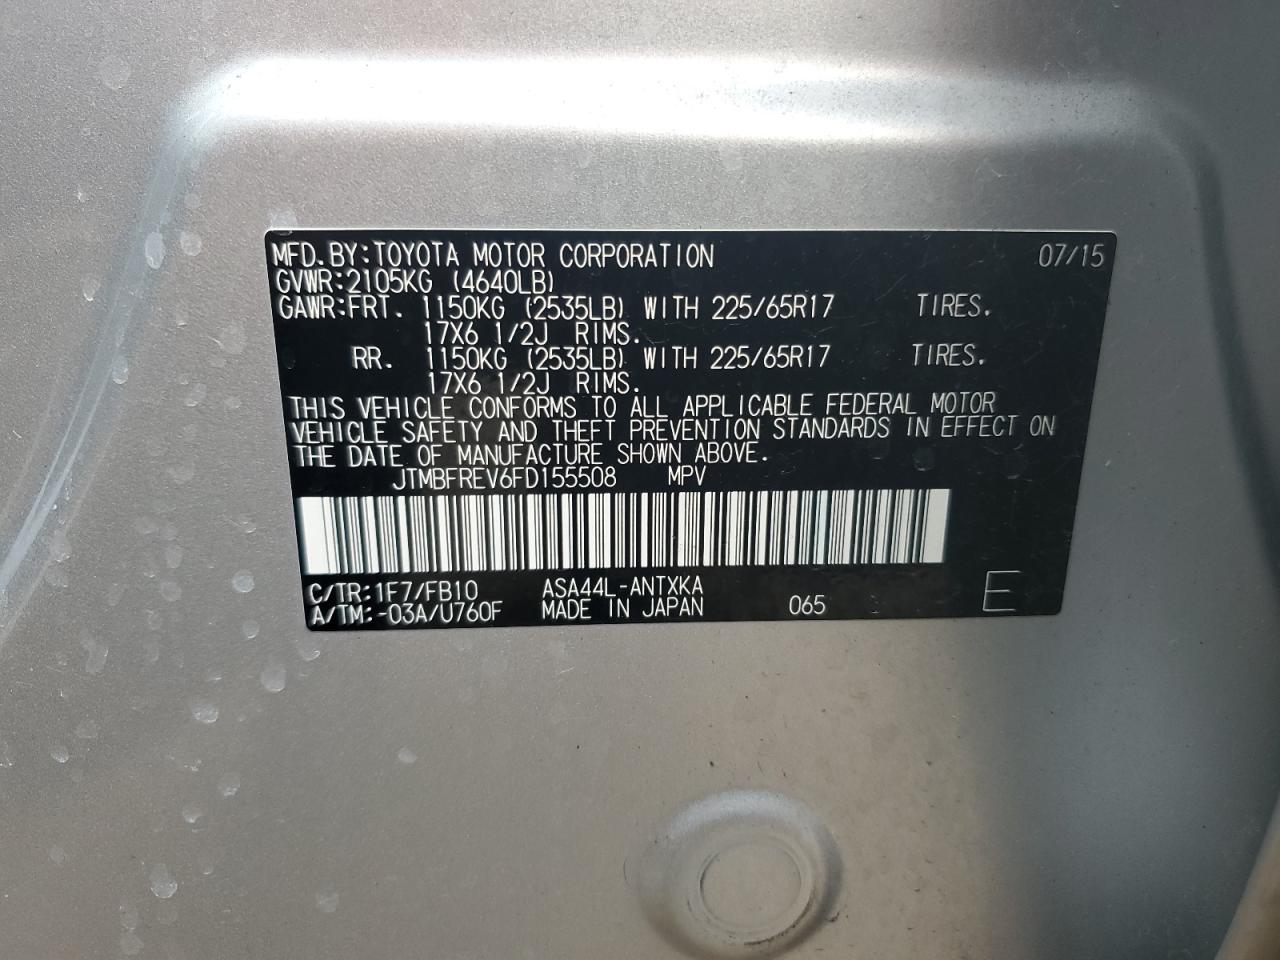 MFD.BY:TOYOTA MOTOR CORPORATION 07/15
GVWR:2105KG (4640LB)
GAWR:FRT. 1150KG (2535LB) WITH 225/65R17 TIRES.
17X6 1/2J RIMS.
RR. 1150KG (2535LB) WITH 225/65R17 TIRES.
17X6 1/2J RIMS.
THIS VEHICLE CONFORMS TO ALL APPLICABLE FEDERAL MOTOR
VEHICLE SAFETY AND THEFT PREVENTION STANDARDS IN EFFECT ON
THE DATE OF MANUFACTURE SHOWN ABOVE.
JTMBFREV6FD155508 MPV
C/TR:1F7/FB10 ASA44L-ANTXKA
A/TM:-03A/U760F MADE IN JAPAN 065 E